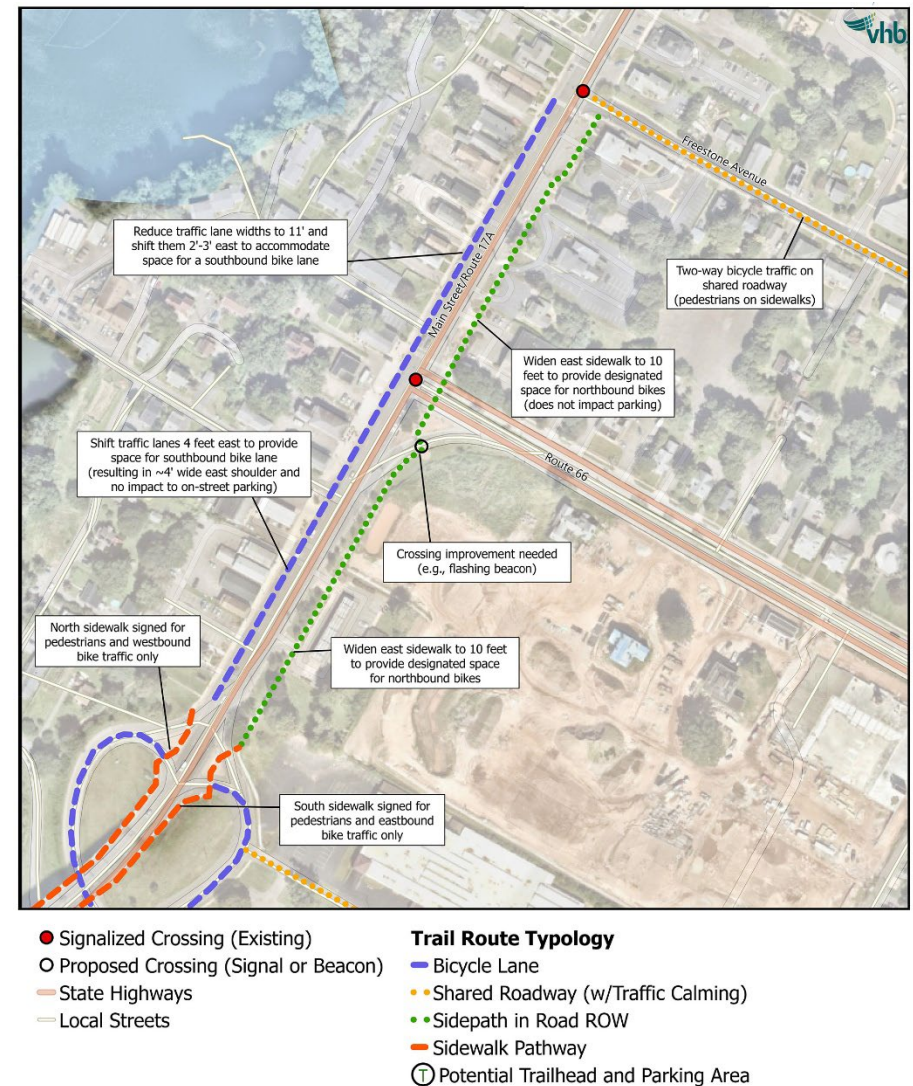 vhb
Freestone Avenue
Reduce traffic lane widths to 11' and
shift them 2'-3' east to accommodate
space for a southbound bike lane
Main Street/Route 17A
Two-way bicycle traffic on
shared roadway
(pedestrians on sidewalks)
Widen east sidewalk to 10
feet to provide designated
space for northbound bikes
(does not impact parking)
Shift traffic lanes 4 feet east to provide
space for southbound bike lane
(resulting in ~4' wide east shoulder and
no impact to on-street parking)
Route 66
Crossing improvement needed
(e.g., flashing beacon)
North sidewalk signed for
pedestrians and westbound
bike traffic only
Widen east sidewalk to 10 feet
to provide designated space
for northbound bikes
South sidewalk signed for
pedestrians and eastbound
bike traffic only
Signalized Crossing (Existing)
Proposed Crossing (Signal or Beacon)
State Highways
Local Streets
Trail Route Typology
Bicycle Lane
Shared Roadway (w/Traffic Calming)
Sidepath in Road ROW
Sidewalk Pathway
T Potential Trailhead and Parking Area